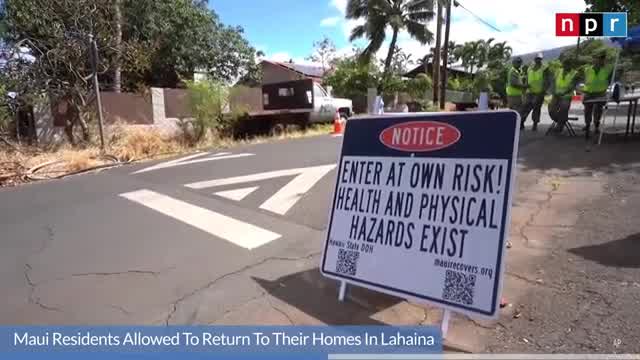 npr
NOTICE
ENTER AT OWN RISK!
HEALTH AND PHYSICAL
HAZARDS EXIST
Hawaii State DOH
mauirecovers.org
Maui Residents Allowed To Return To Their Homes In Lahaina